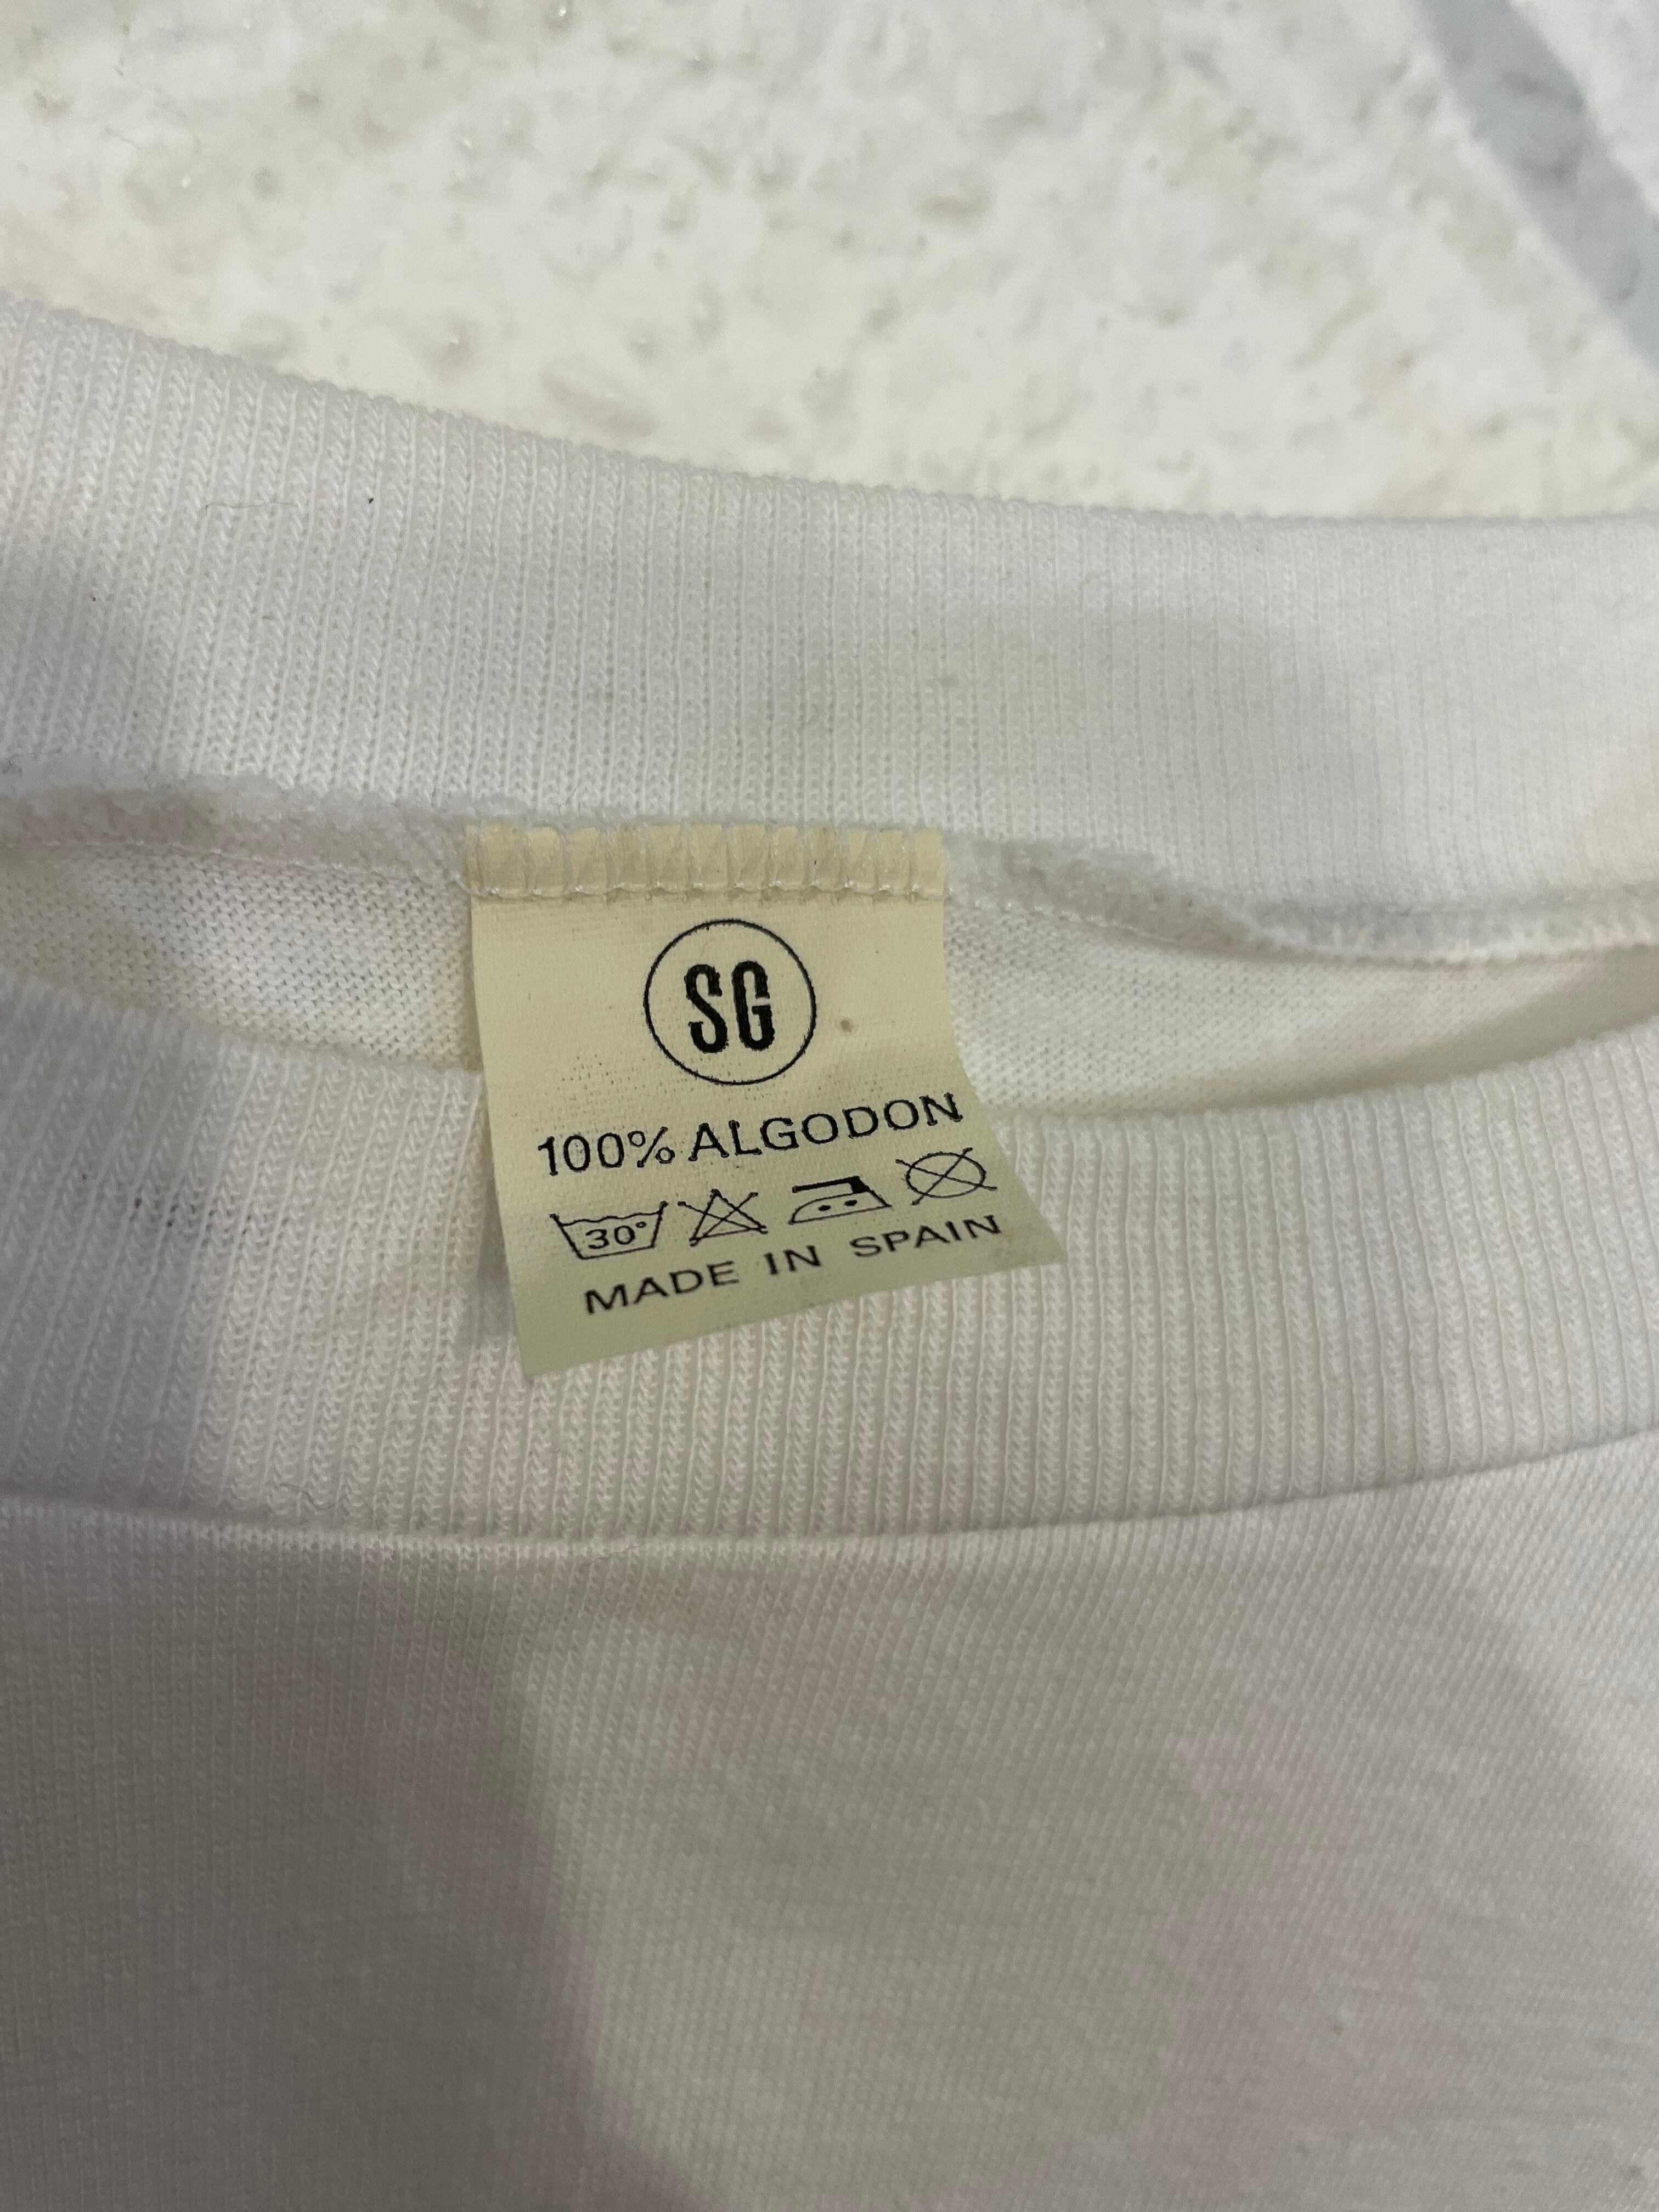 SG
100% ALGODON
30°
MADE IN SPAIN